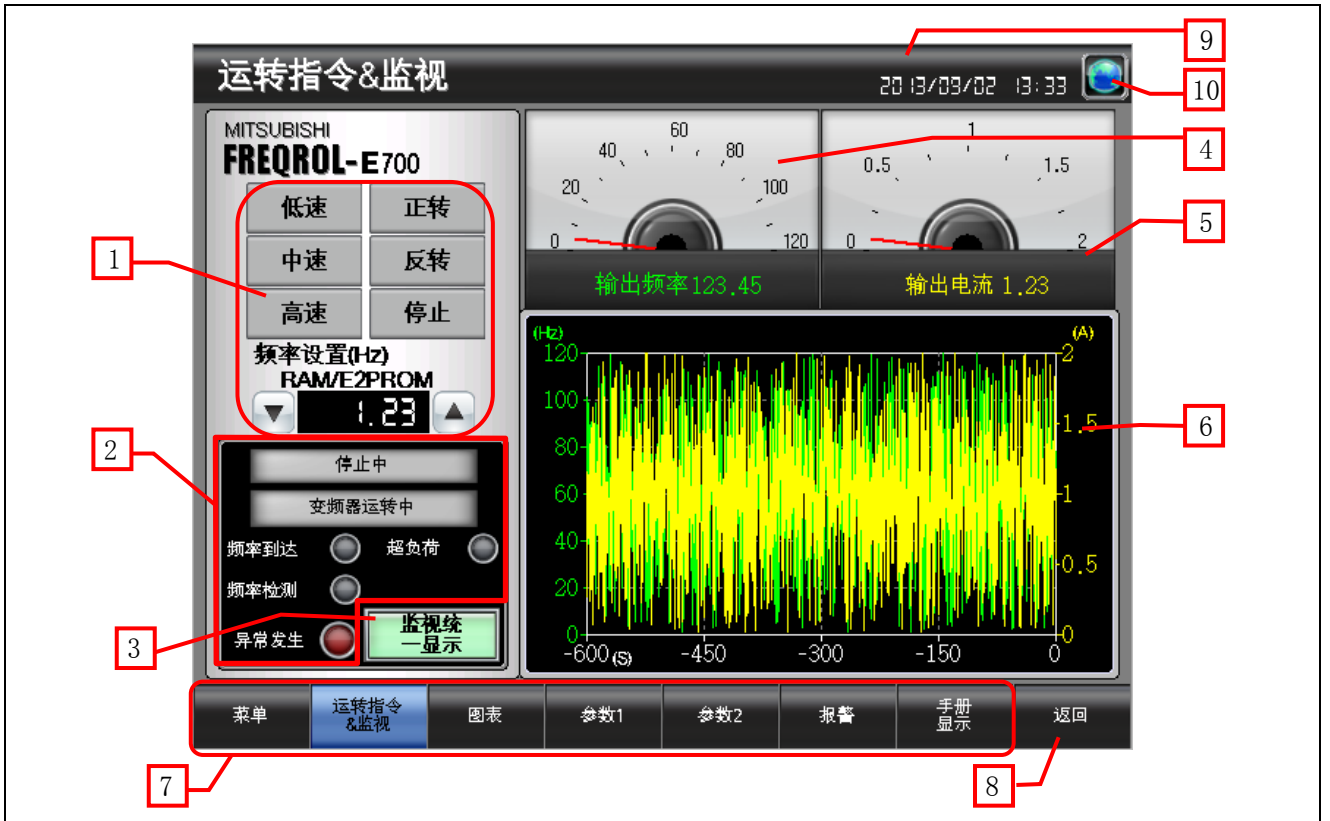 9
运转指令&监视
2013/09/02 13:33
10
MITSUBISHI
FREQROL-E700
低速 正转
中速 反转
高速 停止
频率设置(Hz)
RAM/E2PROM
1.23
1
0 20 40 60 80 100 120
4
输出频率123.45
0 0.5 1 1.5 2
5
输出电流 1.23
2
停止中
变频器运转中
频率到达 超负荷
频率检测
异常发生
监视统
一显示
3
(Hz) (A)
120 2
100
1.5
80
60 1
40
0.5
20
0 0
-600 (S) -450 -300 -150 0
6
菜单
运转指令
&监视
图表
参数1
参数2
报警
手册
显示
返回
7
8